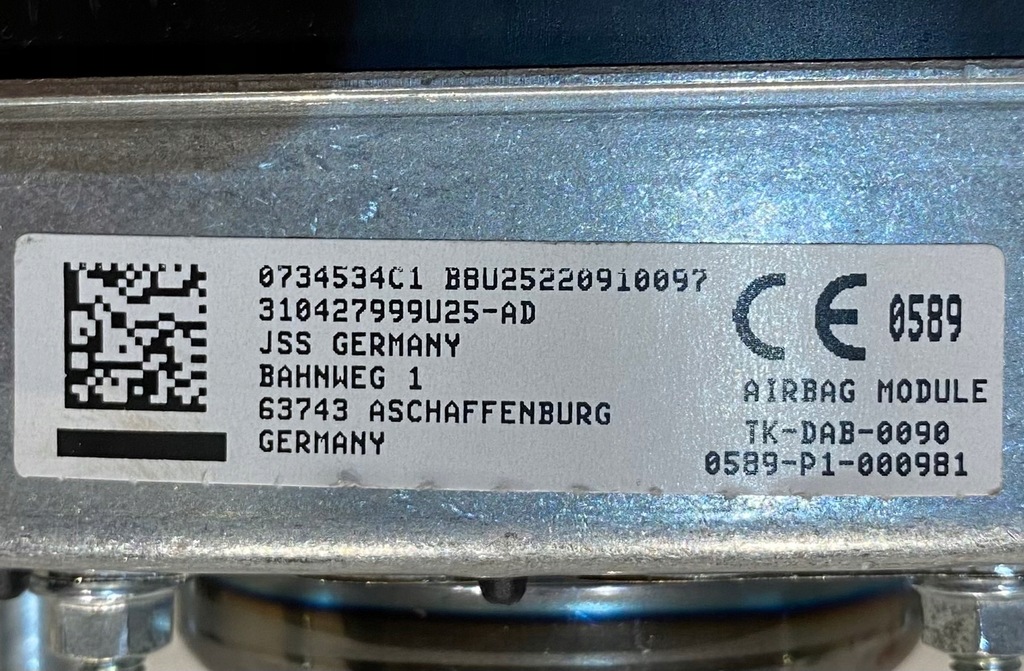 0734534C1 B8U25220910097
310427999U25-AD
JSS GERMANY
BAHNWEG 1
63743 ASCHAFFENBURG
GERMANY
CE 0589
AIRBAG MODULE
TK-DAB-0090
0589-P1-000981